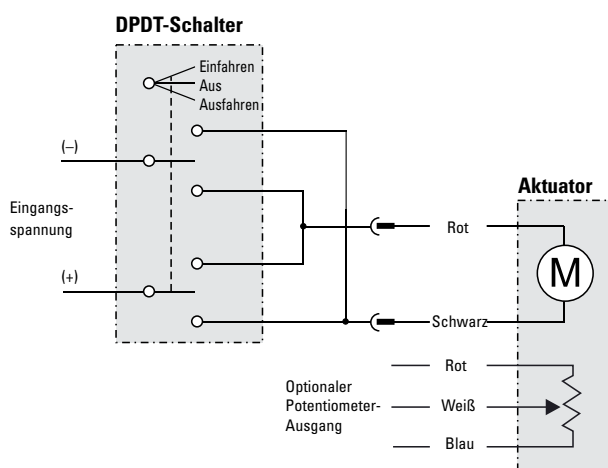 DPDT-Schalter
Einfahren
Aus
Ausfahren
(–)
Eingangs-
spannung
(+)
Aktuator
Rot
M
Schwarz
Rot
Optionaler
Potentiometer-
Ausgang
Weiß
Blau